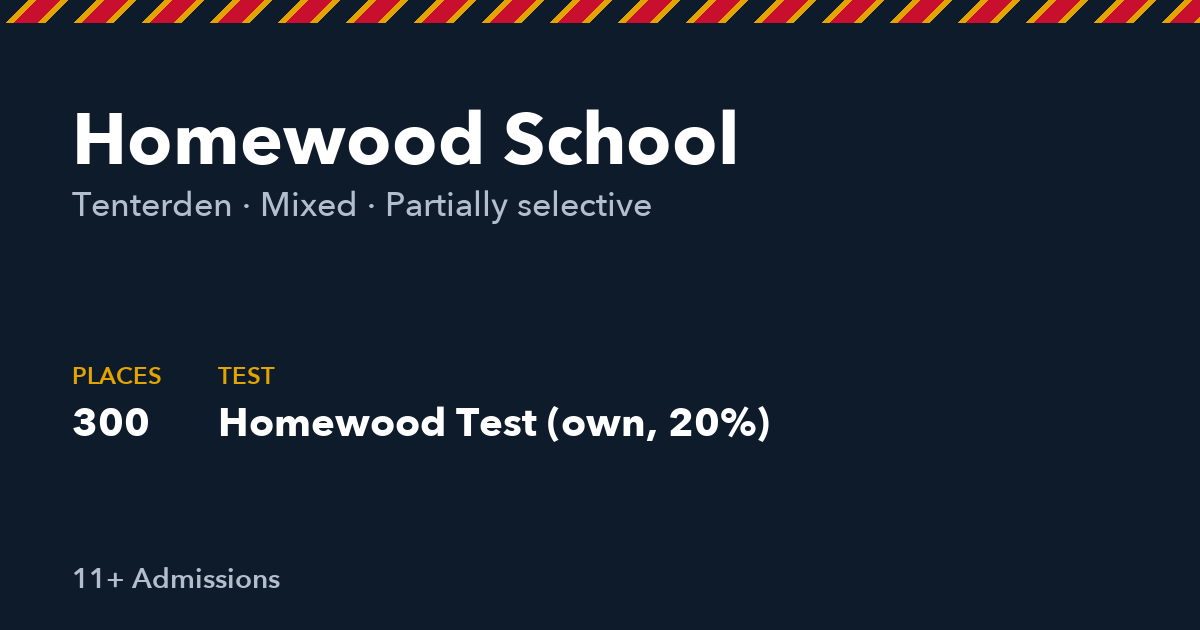 Homewood School
Tenterden · Mixed · Partially selective
PLACES TEST
300 Homewood Test (own, 20%)
11+ Admissions